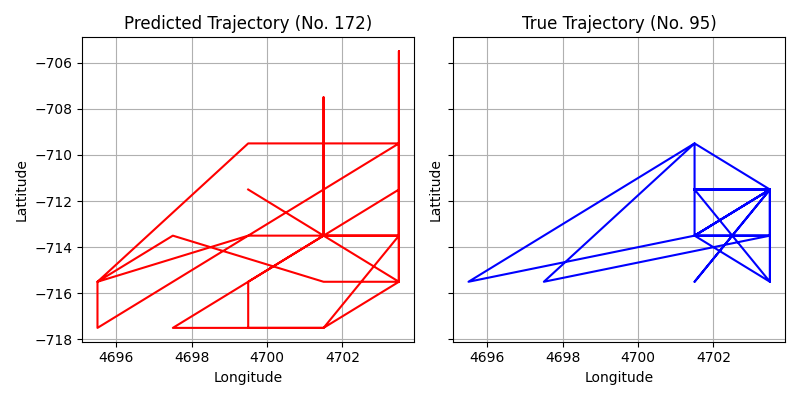 Predicted Trajectory (No. 172)
True Trajectory (No. 95)
Lattitude
−706
−708
−710
−712
−714
−716
−718
4696
4698
4700
4702
Longitude
Lattitude
4696
4698
4700
4702
Longitude